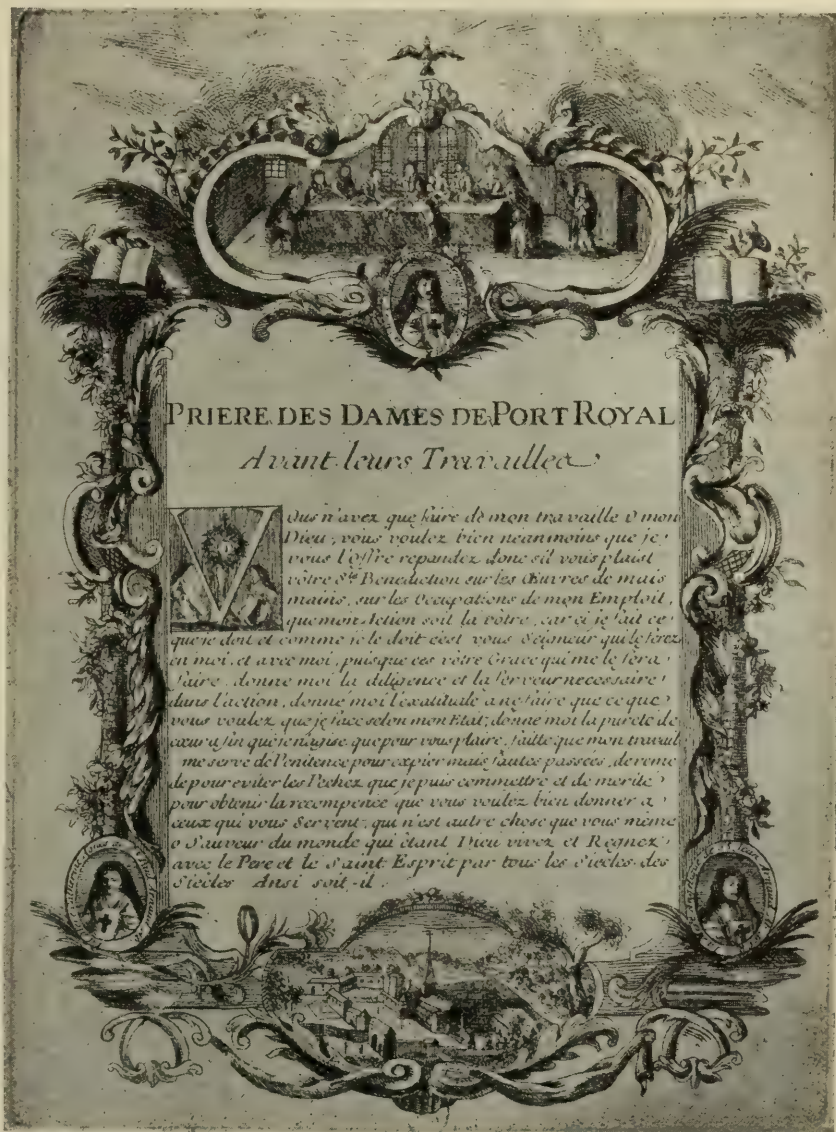 PRIERE DES DAMES DE PORT ROYAL
Avant leurs Travailles
Vous n'avez que faire de mon travaille O mon
Dieu, vous voulez bien neanmoins que je
vous l'offre repandez donc s'il vous plaist
vôtre Ste Benediction sur les Œuvres de mais
mains, sur les Occupations de mon Emploit,
que mon Action soit la vôtre, car ci je fait ce
que je doit et comme je le doit cest vous Seigneur qui le ferez
en moi, et avec moi, puisque ces vôtre Grace qui me le fera
faire, donne moi la diligence et la ferveur necessaire
dans l'action, donne moi l'exatitude a ne faire que ce que
vous voulez que je face selon mon Etat, donne moi la pureté de
cœur afin que je n'agise que pour vous plaire, faitte que mon travail
me serve de Penitence pour expier mais fautes passées, de reme
de pour eviter les Pechez que je puis commettre et de merite
pour obtenir la recompence que vous voulez bien donner a
ceux qui vous Servent, qui n'est autre chose que vous même
o Sauveur du monde qui êtant Dieu vivez et Regnez
avec le Pere et le Saint Esprit par tous les Siecles des
Siecles Ansi soit-il.